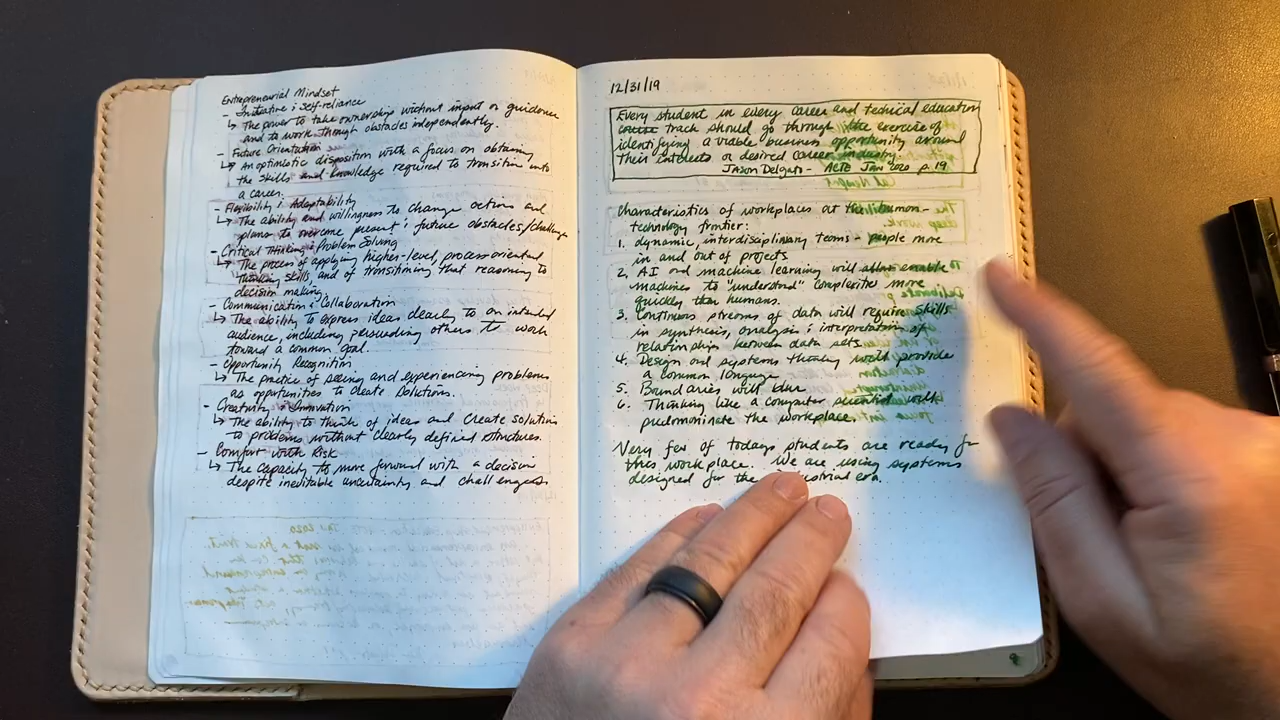 Entrepreneurial Mindset
- Initiative & Self-reliance
↳ The power to take ownership without input or guidance
and to work through obstacles independently.
- Future Orientation
↳ An optimistic disposition with a focus on obtaining
the skills and knowledge required to transition into
a career.
- Flexibility & Adaptability
↳ The ability and willingness to change actions and
plans to overcome present & future obstacles/challenges
- Critical Thinking & Problem Solving
↳ The process of applying higher-level, process oriented
thinking skills and of transitioning that reasoning to
decision making.
- Communication & Collaboration
↳ The ability to express ideas clearly to an intended
audience, including persuading others to work
toward a common goal.
- Opportunity Recognition
↳ The practice of seeing and experiencing problems
as opportunities to create solutions.
- Creativity & Innovation
↳ The ability to think of ideas and create solutions
to problems without clearly defined structures.
- Comfort with Risk
↳ The capacity to move forward with a decision
despite inevitable uncertainty and challenges
12/31/19
Every student in every career and technical education
course track should go through the exercise of
identifying a viable business opportunity around
their interests or desired career industry.
Jason Delgato - ACTE Jan 2020 p.19
Characteristics of workplaces at the human-
technology frontier:
1. dynamic, interdisciplinary teams - people move
in and out of projects
2. AI and machine learning will allow enable
machines to "understand" complexities more
quickly than humans.
3. Continuous streams of data will require skills
in synthesis, analysis & interpretation of
relationships between data sets.
4. Design and systems thinking will provide
a common language
5. Boundaries will blur
6. Thinking like a computer scientist will
predominate the workplace.
Very few of todays students are ready for
this workplace. We are using systems
designed for the industrial era.